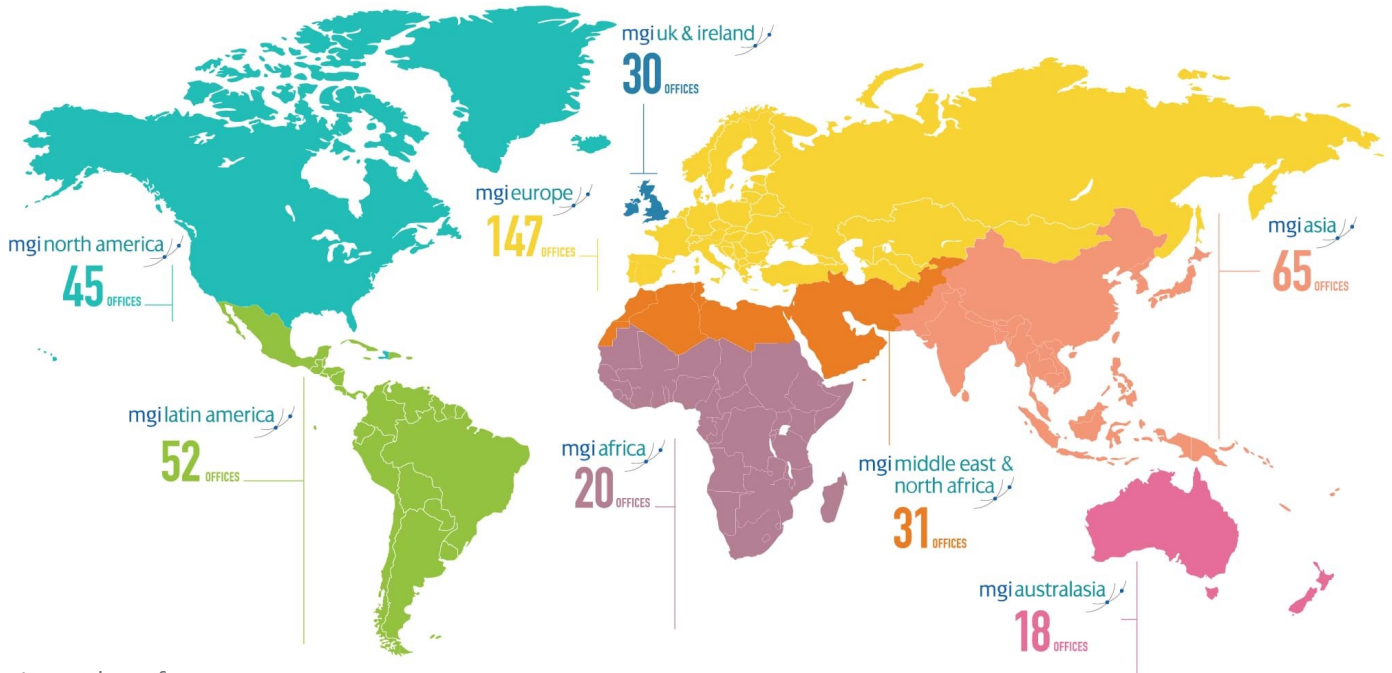 mgi uk & ireland
30 OFFICES
mgi europe
147 OFFICES
mgi north america
45 OFFICES
mgi asia
65 OFFICES
mgi latin america
52 OFFICES
mgi africa
20 OFFICES
mgi middle east &
north africa
31 OFFICES
mgi australasia
18 OFFICES